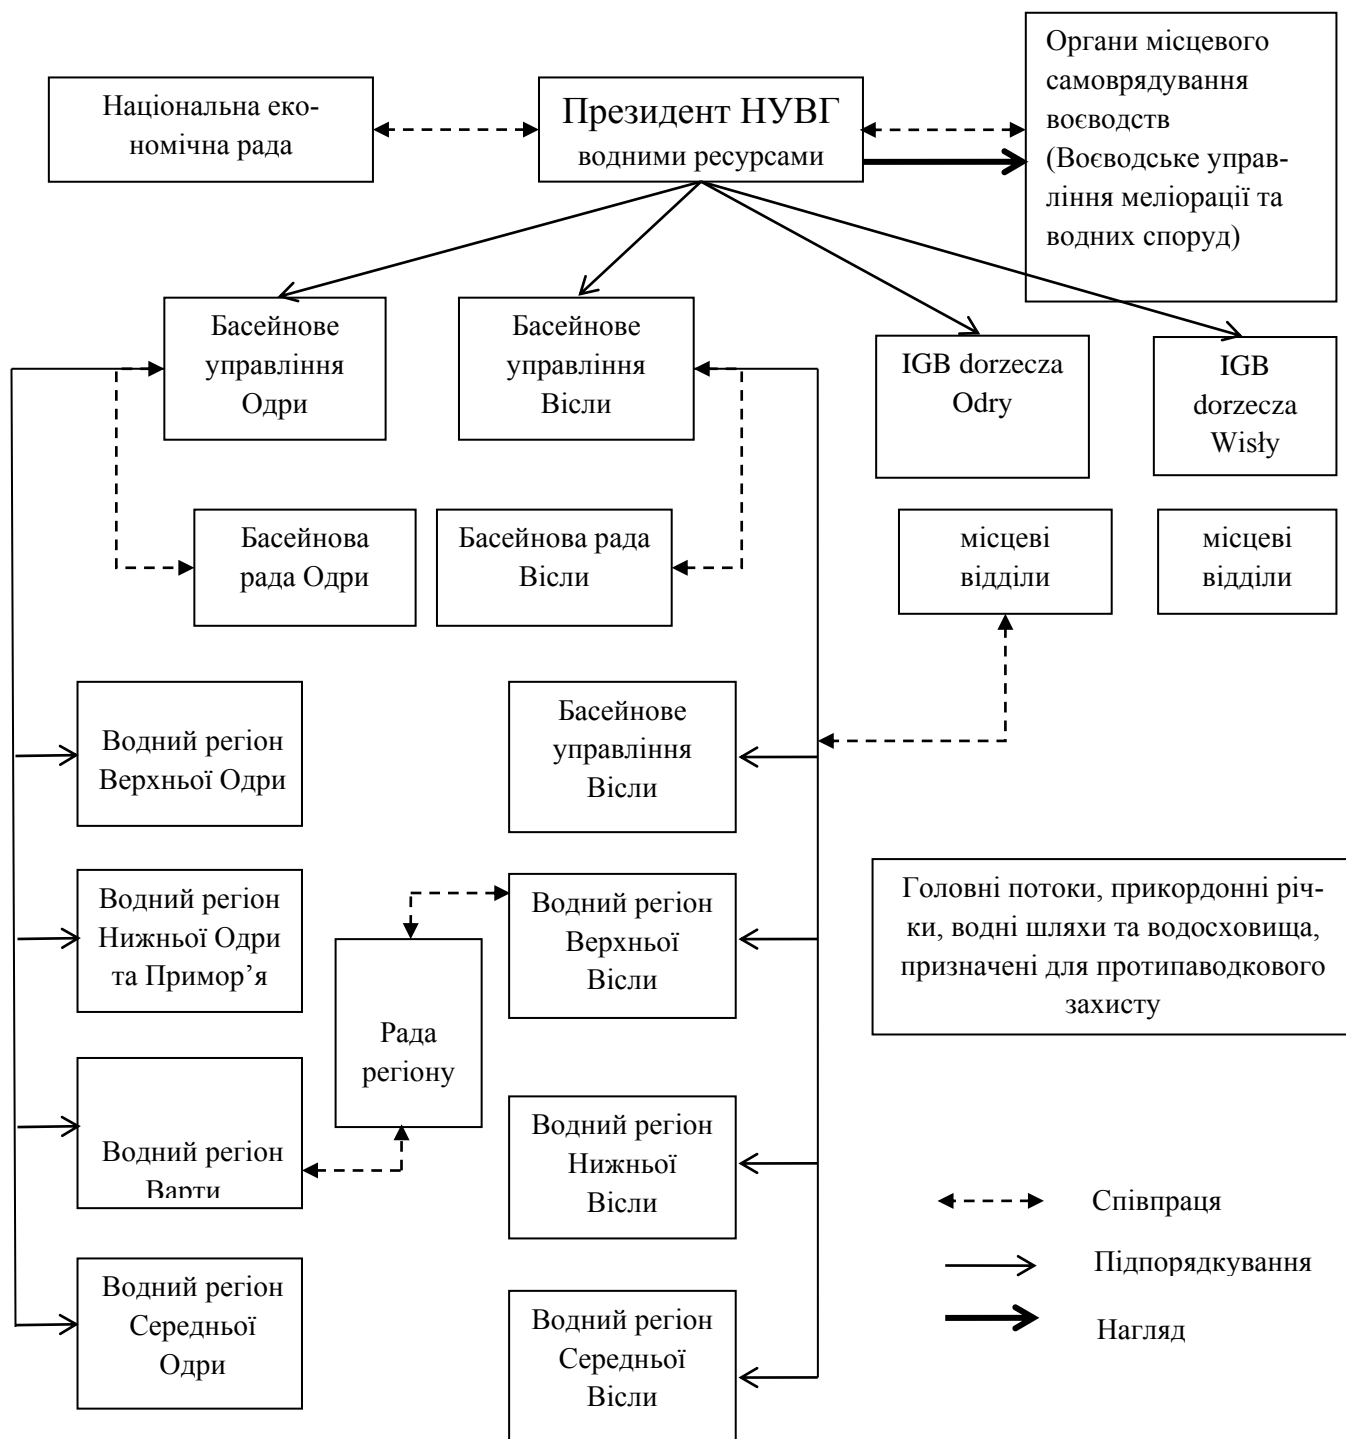 Національна еко-
номічна рада
Президент НУВГ
водними ресурсами
Органи місцевого
самоврядування
воєводств
(Воєводське управ-
ління меліорації та
водних споруд)
Басейнове
управління
Одри
Басейнове
управління
Вісли
IGB dorzecza
Odry
IGB
dorzecza
Wisły
Басейнова
рада Одри
Басейнова рада
Вісли
місцеві
відділи
місцеві
відділи
Водний регіон
Верхньої Одри
Басейнове
управління
Вісли
Водний регіон
Нижньої Одри
та Примор’я
Рада
регіону
Водний регіон
Верхньої
Вісли
Головні потоки, прикордонні річ-
ки, водні шляхи та водосховища,
призначені для протипаводкового
захисту
Водний регіон
Варти
Водний регіон
Нижньої
Вісли
Водний регіон
Середньої
Одри
Водний регіон
Середньої
Вісли
Співпраця
Підпорядкування
Нагляд